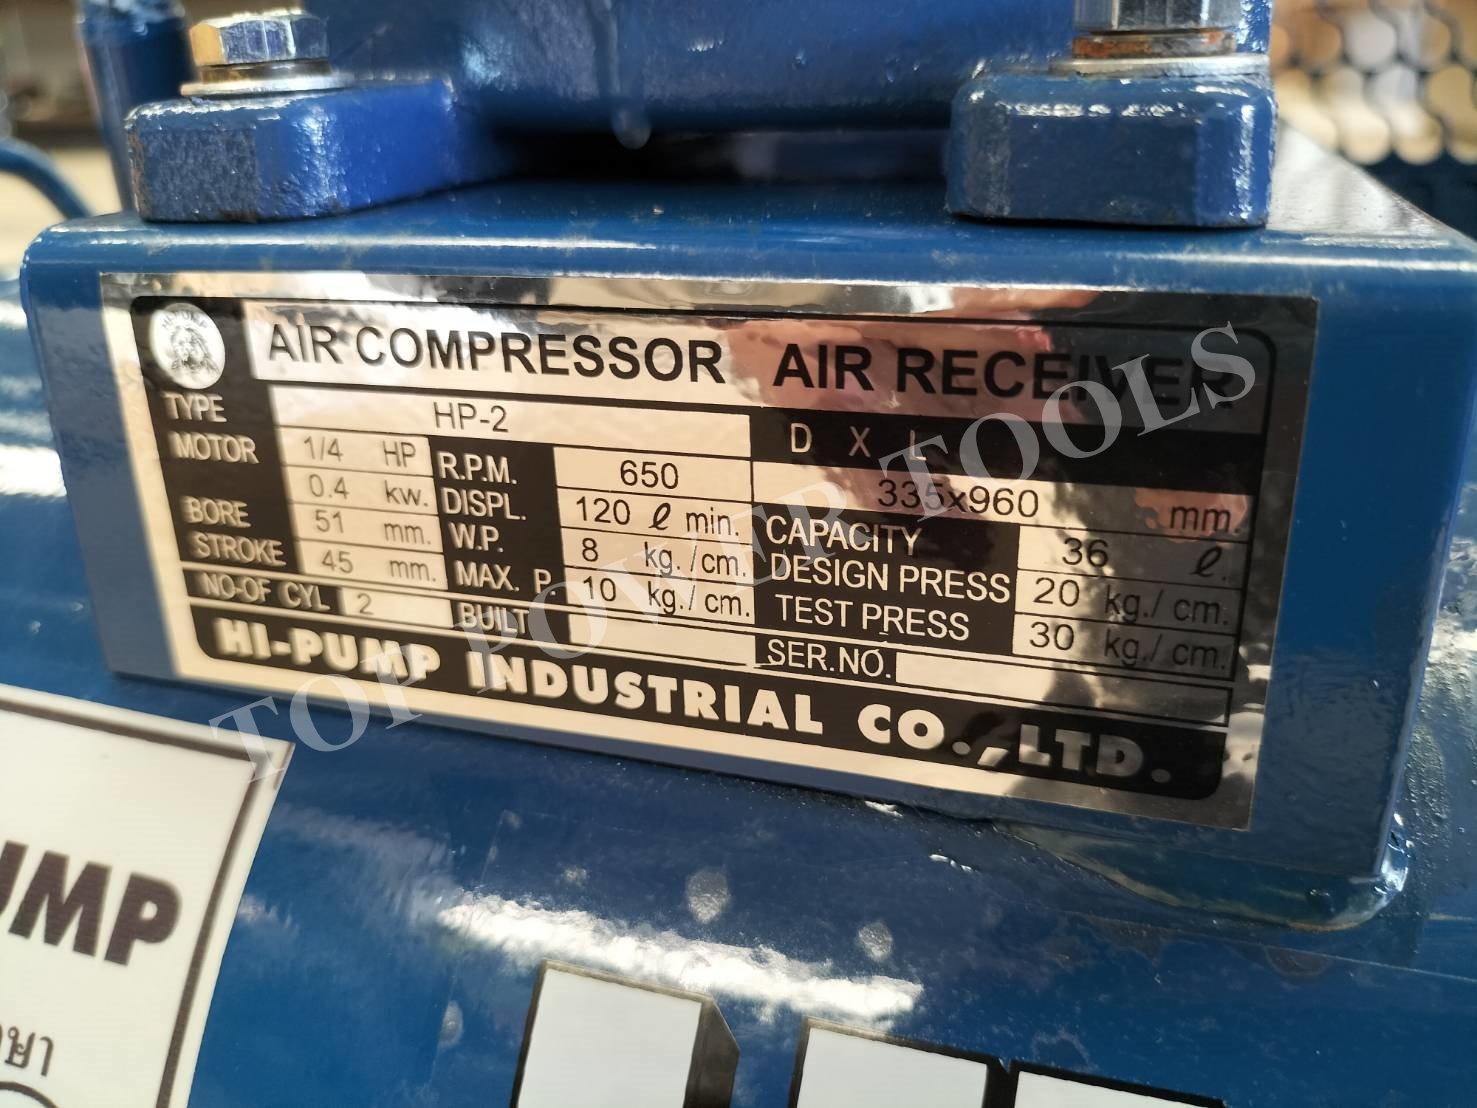 AIR COMPRESSOR AIR RECEIVER
TYPE HP-2 D X L
MOTOR 1/4 HP R.P.M. 650 335x960 mm.
0.4 kw. DISPL. 120 ℓ min. CAPACITY 36 ℓ.
BORE 51 mm. W.P. 8 kg./cm. DESIGN PRESS 20 kg./cm.
STROKE 45 mm. MAX. P. 10 kg./cm. TEST PRESS 30 kg./cm.
NO-OF CYL 2 BUILT SER.NO.
HI-PUMP INDUSTRIAL CO.,LTD.
TOP POWER TOOLS
UMP